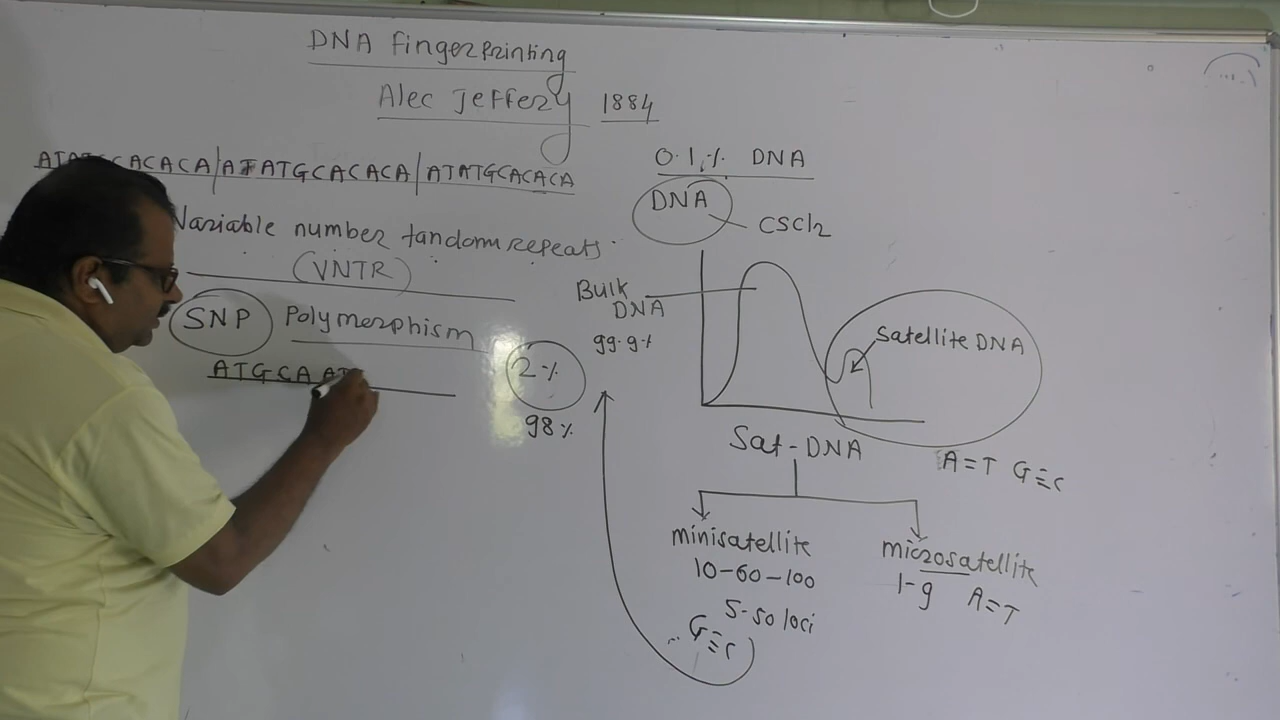 DNA Fingerprinting
Alec Jeffery 1884
CACACA|ATATGCACACA|ATATGCACACA
Variable number tandom repeats
(VNTR)
SNP Polymorphism
ATGCA AT
2%
98%
0.1% DNA
DNA
CSCl2
Bulk
DNA
99.9%
Satellite DNA
Sat-DNA
A=T G≡C
minisatellite
10-60-100
5-50 loci
G≡C
microsatellite
1-9 A=T